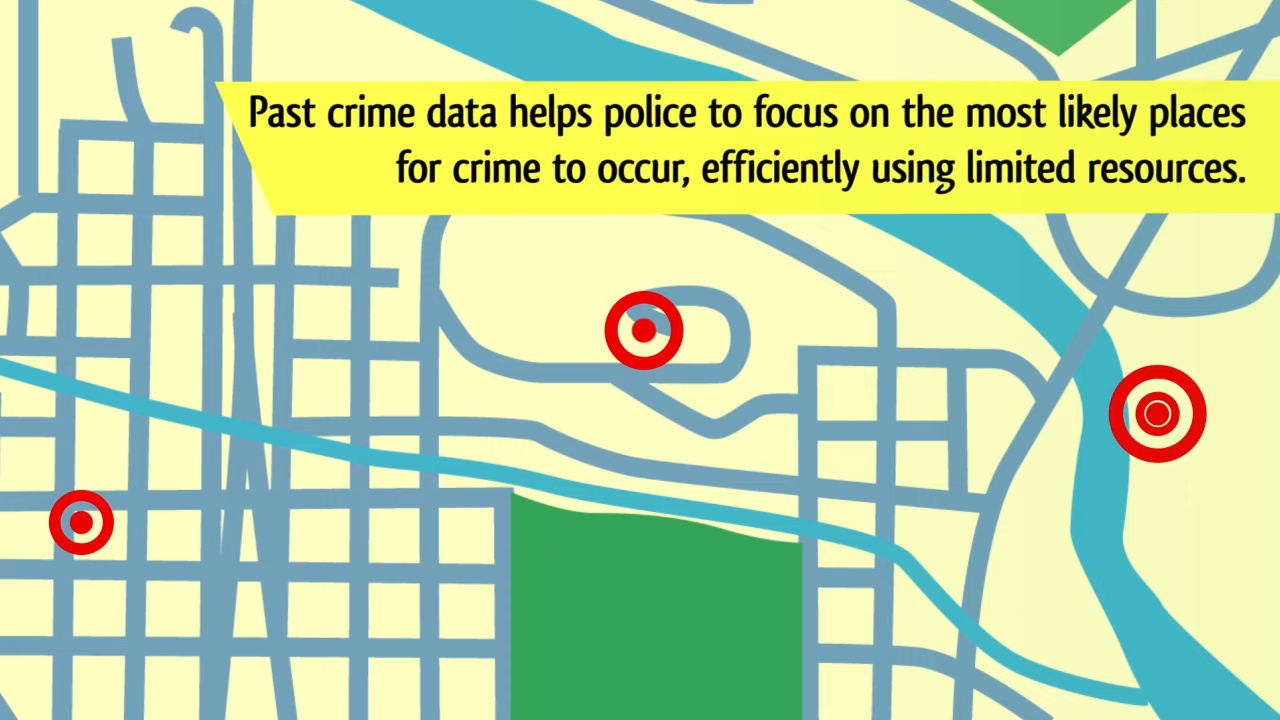 Past crime data helps police to focus on the most likely places
for crime to occur, efficiently using limited resources.